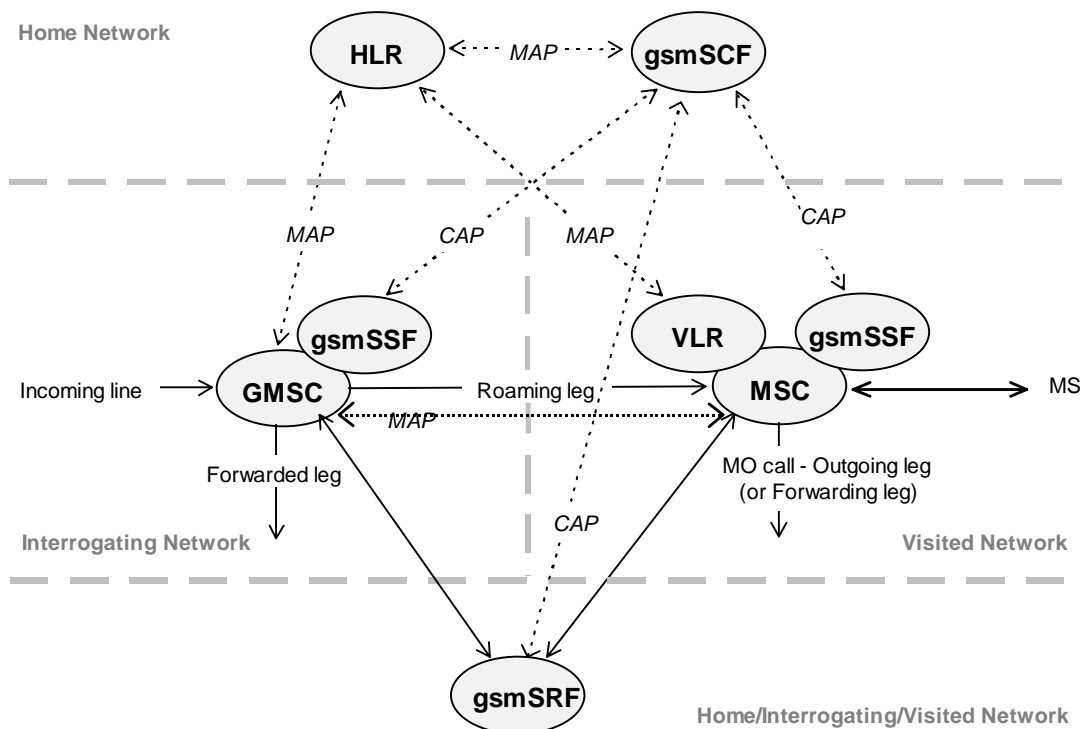 Home Network
HLR
MAP
gsmSCF
MAP
CAP
MAP
CAP
gsmSSF
VLR
gsmSSF
Incoming line
GMSC
Roaming leg
MSC
MS
MAP
Forwarded leg
MO call - Outgoing leg
(or Forwarding leg)
CAP
Interrogating Network
Visited Network
gsmSRF
Home/Interrogating/Visited Network